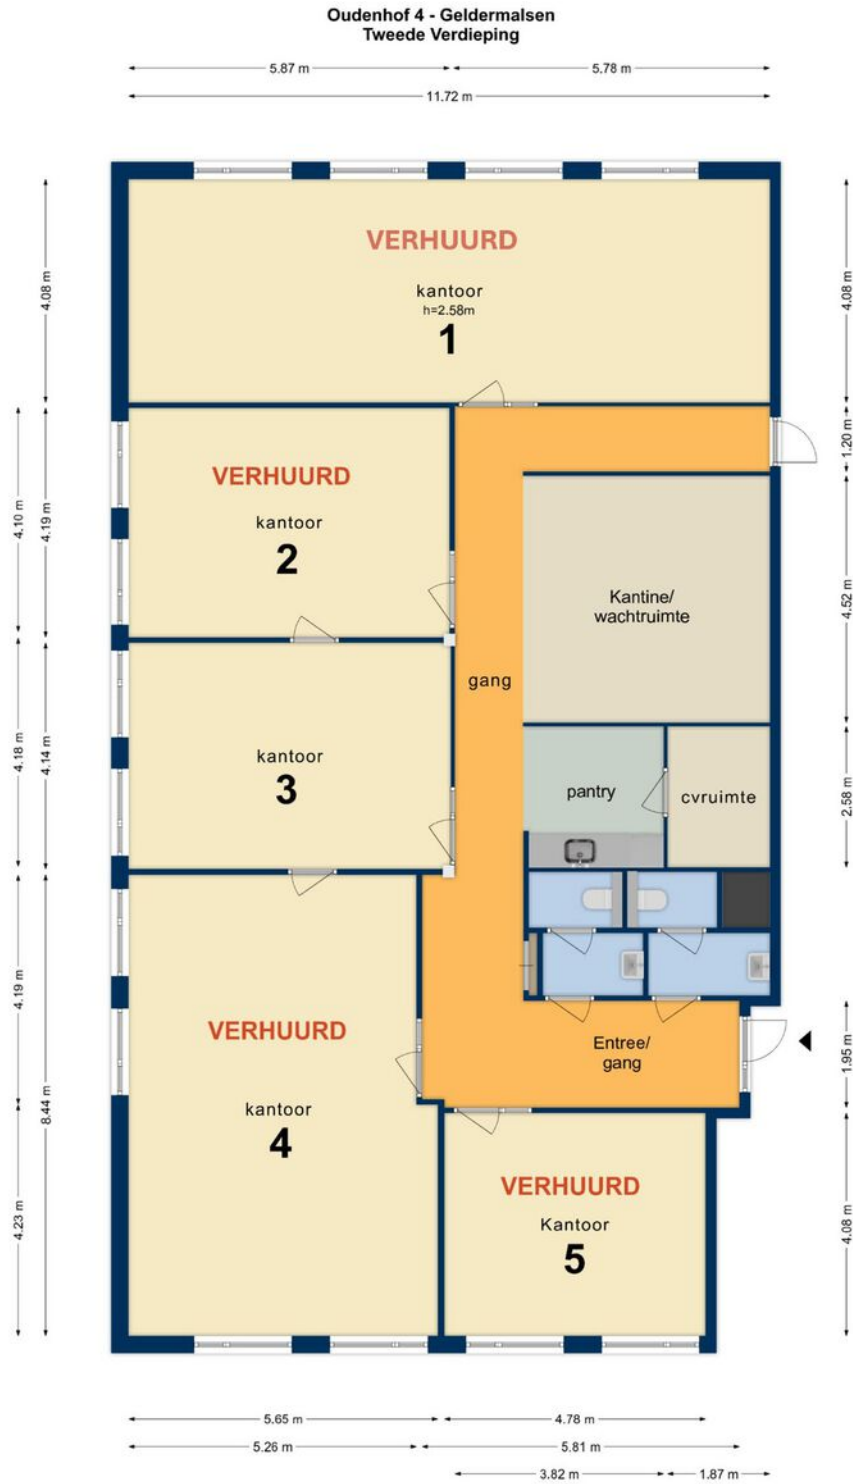 Oudenhof 4 - Geldermalsen
Tweede Verdieping
5.87 m
5.78 m
11.72 m
4.08 m
4.08 m
VERHUURD
kantoor
h=2.58m
1
4.10 m
4.19 m
1.20 m
VERHUURD
kantoor
2
Kantine/
wachtruimte
4.52 m
gang
4.18 m
4.14 m
kantoor
3
pantry
cvruimte
2.58 m
4.19 m
8.44 m
VERHUURD
kantoor
4
Entree/
gang
1.95 m
4.23 m
VERHUURD
Kantoor
5
4.08 m
5.65 m
4.78 m
5.26 m
5.81 m
3.82 m
1.87 m